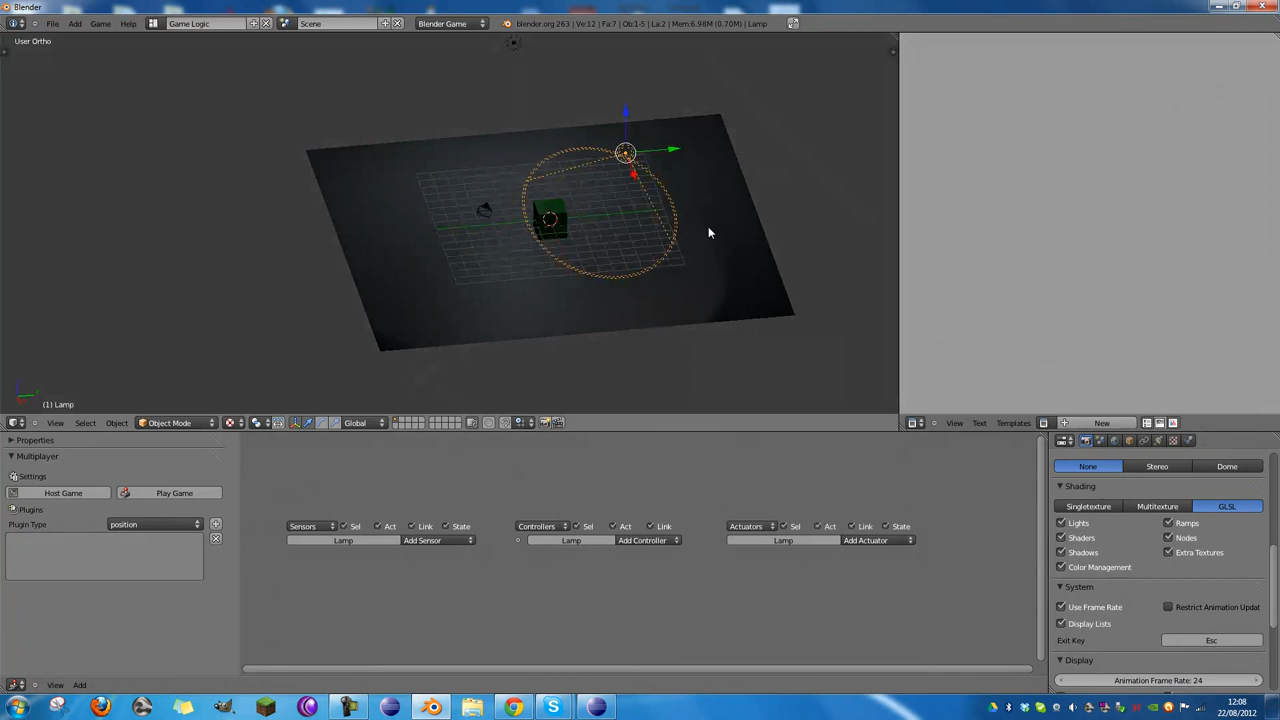 Blender
File Add Game Help Game Logic Scene Blender Game blender.org 263 | Ve:12 | Fa:7 | Ob:1-5 | La:2 | Mem:6.98M (0.70M) | Lamp
User Ortho
(1) Lamp
View Select Object Object Mode Global
View Text Templates New
Properties
Multiplayer
Settings
Host Game Play Game
Plugins
Plugin Type position
Sensors Sel Act Link State Controllers Sel Act Link Actuators Sel Act Link State
Lamp Add Sensor Lamp Add Controller Lamp Add Actuator
None Stereo Dome
Shading
Singletexture Multitexture GLSL
Lights Ramps
Shaders Nodes
Shadows Extra Textures
Color Management
System
Use Frame Rate Restrict Animation Updat
Display Lists
Exit Key Esc
Display
Animation Frame Rate: 24
View Add
12:08
22/08/2012